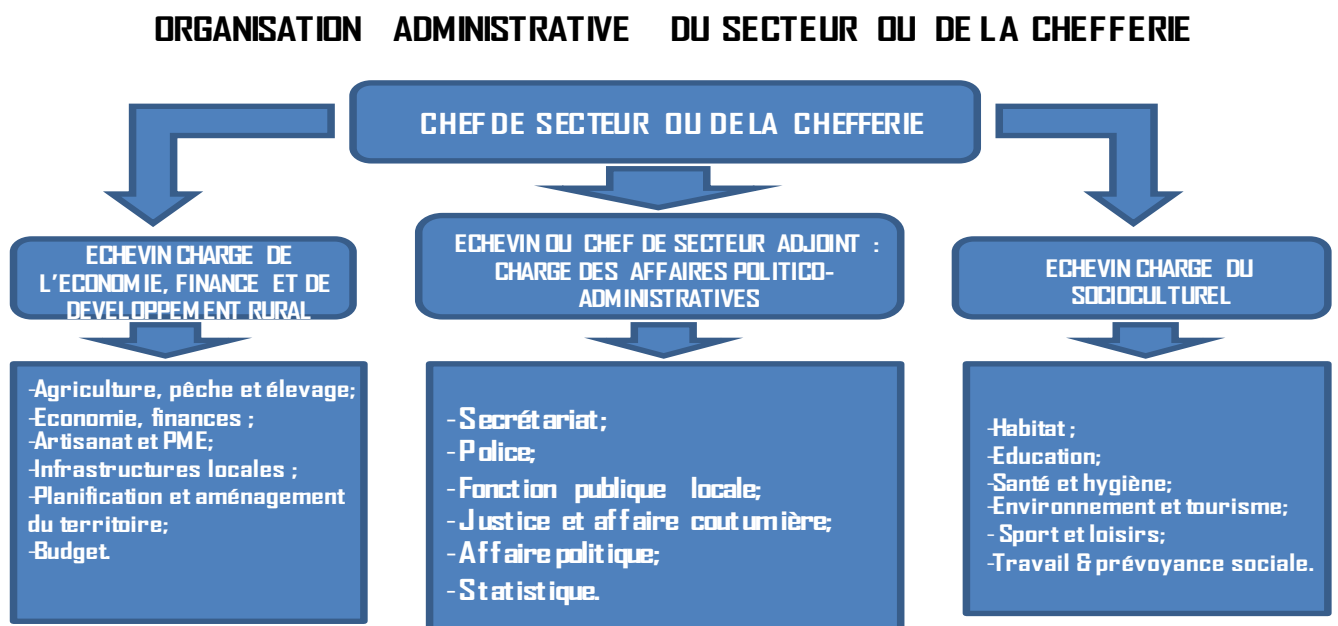 ORGANISATION ADMINISTRATIVE DU SECTEUR OU DE LA CHEFFERIE
CHEF DE SECTEUR OU DE LA CHEFFERIE
ECHEVIN CHARGE DE
L'ECONOMIE, FINANCE ET DE
DEVELOPPEMENT RURAL
ECHEVIN OU CHEF DE SECTEUR ADJOINT :
CHARGE DES AFFAIRES POLITICO-
ADMINISTRATIVES
ECHEVIN CHARGE DU
SOCIOCULTUREL
-Agriculture, pêche et élevage;
-Economie, finances ;
-Artisanat et PME;
-Infrastructures locales ;
-Planification et aménagement
du territoire;
-Budget.
- Secrétariat;
- Police;
- Fonction publique locale;
- Justice et affaire coutumière;
- Affaire politique;
- Statistique.
-Habitat ;
-Education;
-Santé et hygiène;
-Environnement et tourisme;
- Sport et loisirs;
-Travail & prévoyance sociale.